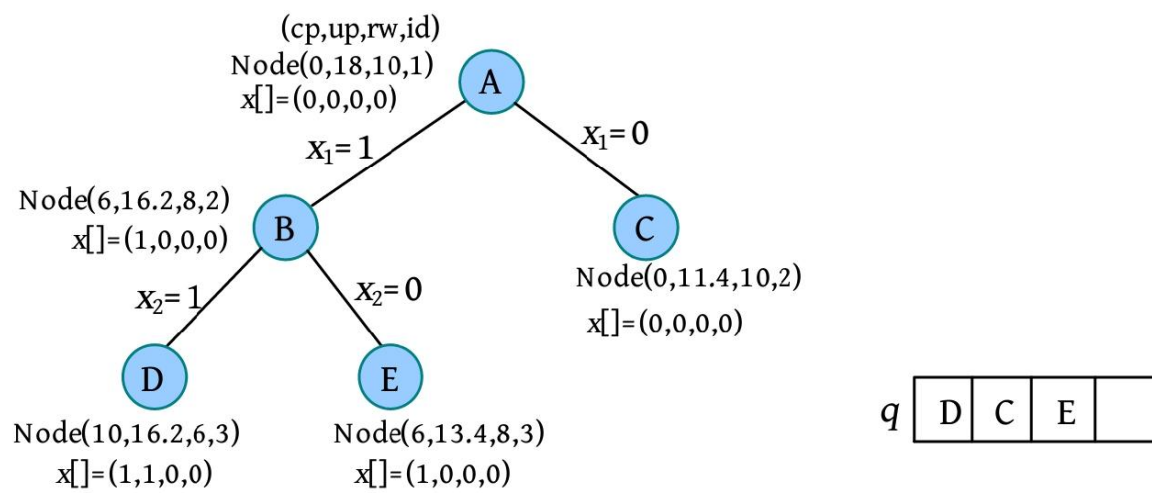 (cp,up,rw,id)
Node(0,18,10,1)
x[]=(0,0,0,0)
A
x₁=1
x₁=0
Node(6,16.2,8,2)
x[]=(1,0,0,0)
B
C
Node(0,11.4,10,2)
x[]=(0,0,0,0)
x₂=1
x₂=0
D
E
Node(10,16.2,6,3)
x[]=(1,1,0,0)
Node(6,13.4,8,3)
x[]=(1,0,0,0)
q D C E